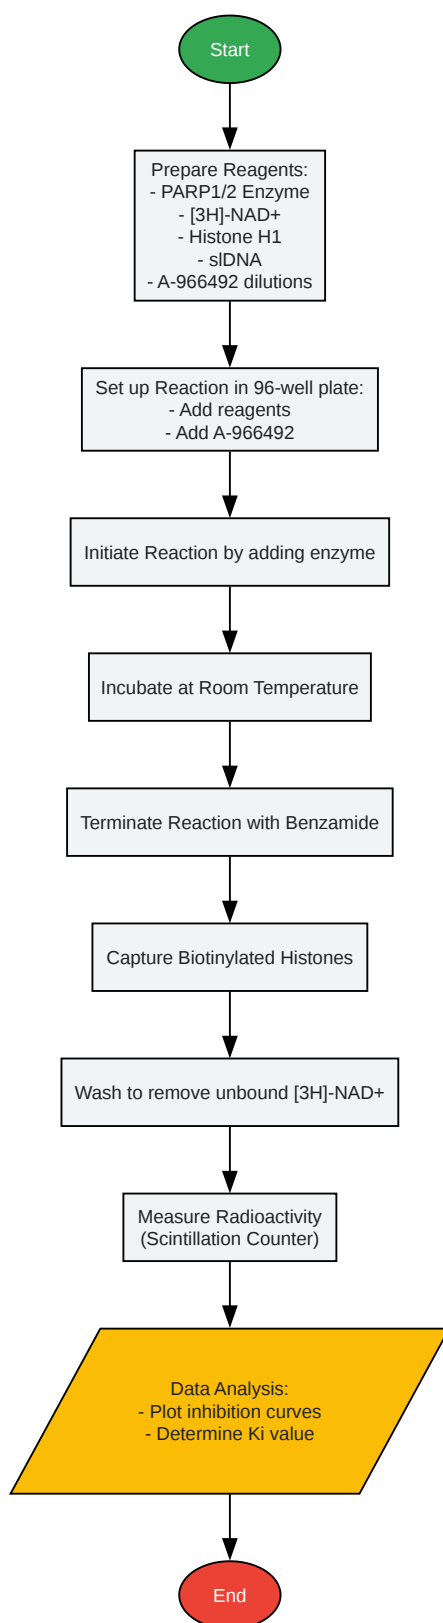 Start
Prepare Reagents:
- PARP1/2 Enzyme
- [3H]-NAD+
- Histone H1
- slDNA
- A-966492 dilutions
Set up Reaction in 96-well plate:
- Add reagents
- Add A-966492
Initiate Reaction by adding enzyme
Incubate at Room Temperature
Terminate Reaction with Benzamide
Capture Biotinylated Histones
Wash to remove unbound [3H]-NAD+
Measure Radioactivity
(Scintillation Counter)
Data Analysis:
- Plot inhibition curves
- Determine Ki value
End